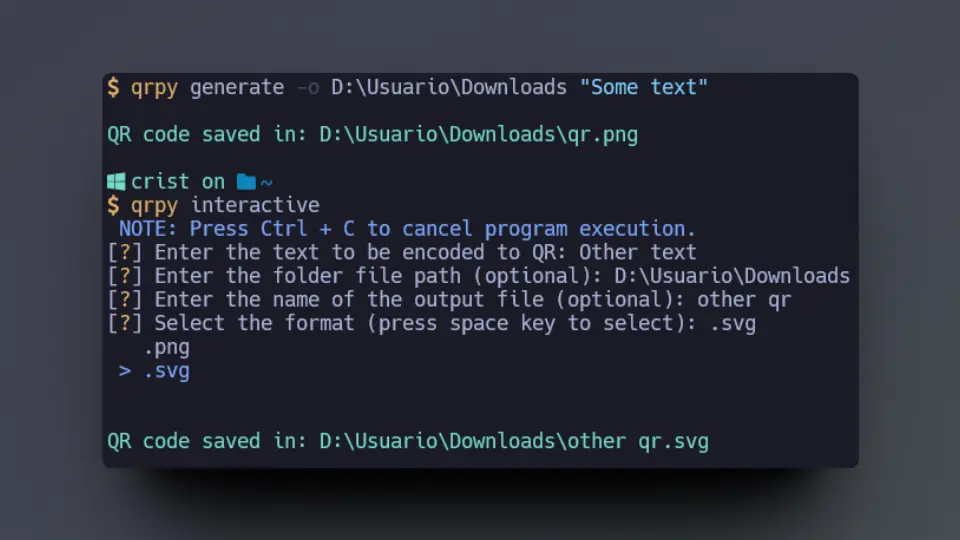 $ qrpy generate -o D:\Usuario\Downloads "Some text"
QR code saved in: D:\Usuario\Downloads\qr.png
crist on ~
$ qrpy interactive
NOTE: Press Ctrl + C to cancel program execution.
[?] Enter the text to be encoded to QR: Other text
[?] Enter the folder file path (optional): D:\Usuario\Downloads
[?] Enter the name of the output file (optional): other qr
[?] Select the format (press space key to select): .svg
.png
> .svg
QR code saved in: D:\Usuario\Downloads\other qr.svg